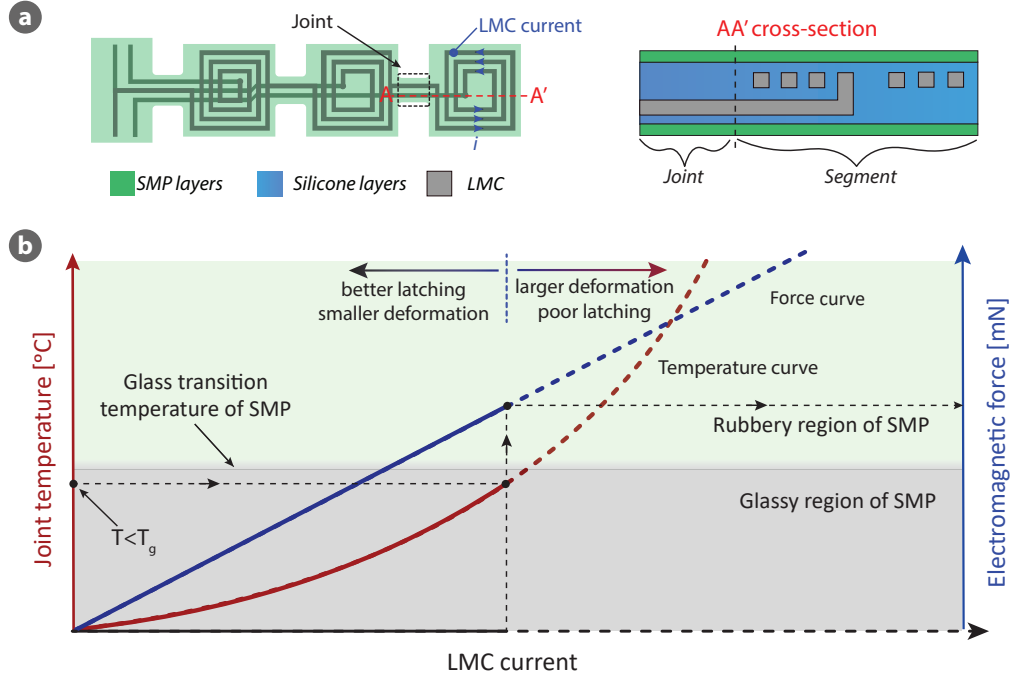 a
Joint
LMC current
A
A'
i
AA' cross-section
Joint
Segment
SMP layers
Silicone layers
LMC
b
better latching
smaller deformation
larger deformation
poor latching
Force curve
Temperature curve
Glass transition
temperature of SMP
Rubbery region of SMP
Glassy region of SMP
T<Tg
Joint temperature [°C]
Electromagnetic force [mN]
LMC current